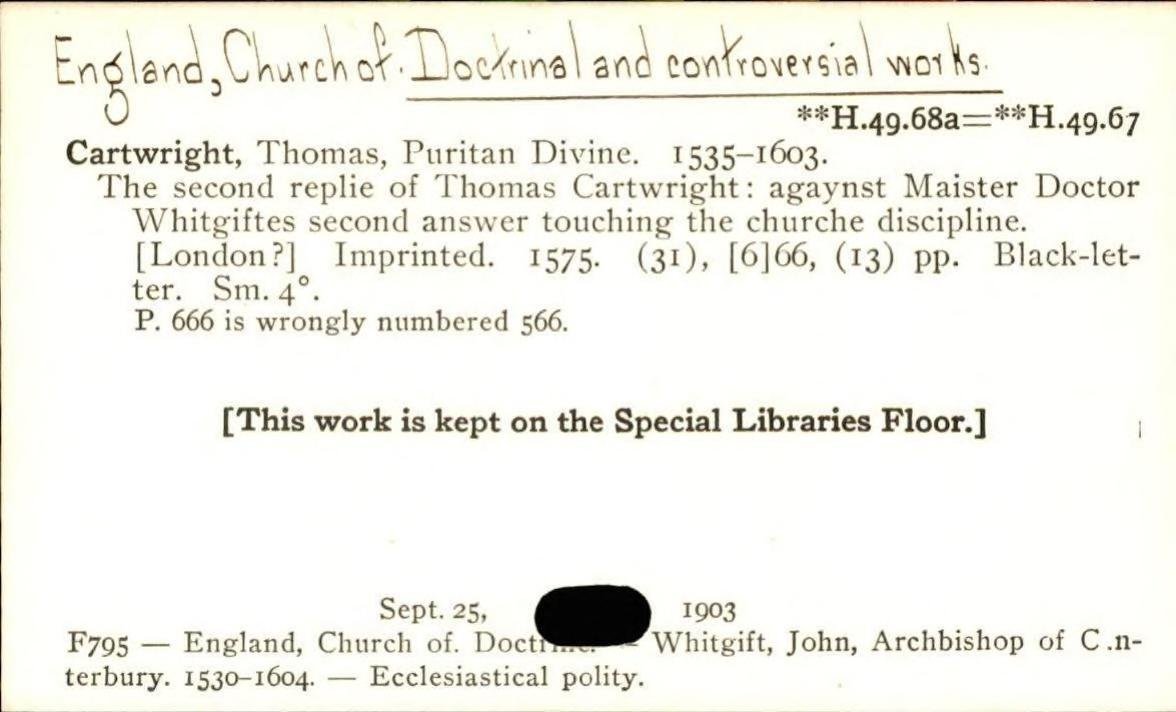 England, Church of. Doctrinal and controversial works.
**H.49.68a=**H.49.67
Cartwright, Thomas, Puritan Divine. 1535-1603.
The second replie of Thomas Cartwright: agaynst Maister Doctor
Whitgiftes second answer touching the churche discipline.
[London?] Imprinted. 1575. (31), [6]66, (13) pp. Black-let-
ter. Sm. 4°.
P. 666 is wrongly numbered 566.
[This work is kept on the Special Libraries Floor.]
Sept. 25, 1903
F795 — England, Church of. — Whitgift, John, Archbishop of C.n-
terbury. 1530-1604. — Ecclesiastical polity.